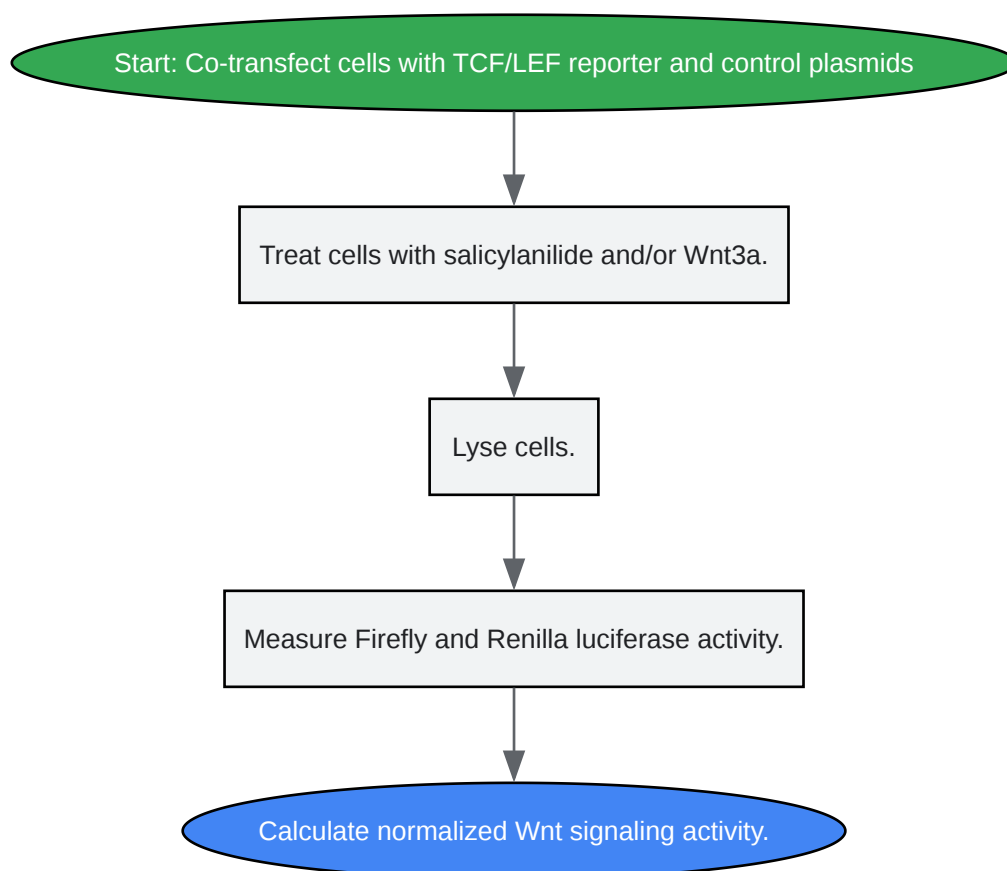 Start: Co-transfect cells with TCF/LEF reporter and control plasmids
Treat cells with salicylanilide and/or Wnt3a.
Lyse cells.
Measure Firefly and Renilla luciferase activity.
Calculate normalized Wnt signaling activity.